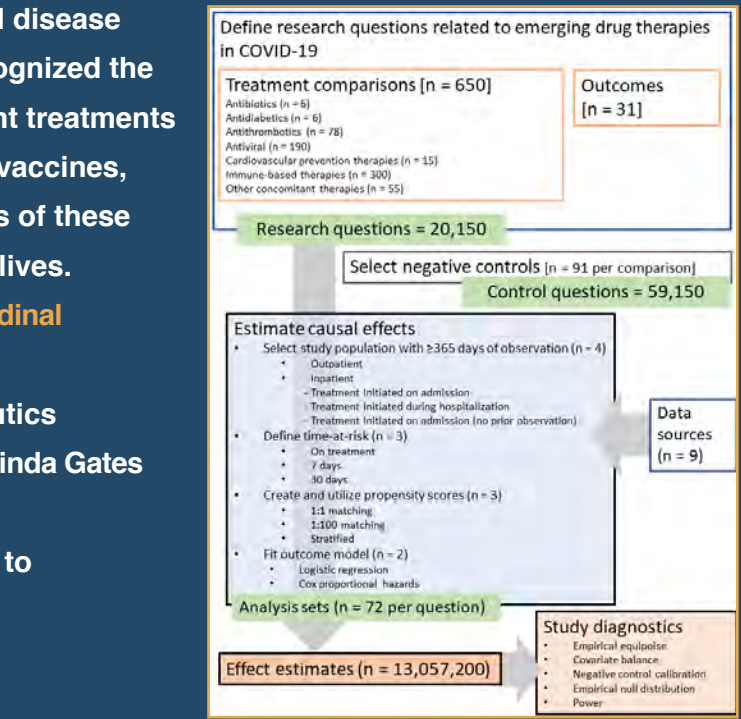 l disease
ognized the
nt treatments
vaccines,
s of these
lives.
dinal
utics
inda Gates
to
Define research questions related to emerging drug therapies
in COVID-19
Treatment comparisons [n = 650]
Antibiotics (n = 6)
Antidiabetics (n = 6)
Antithrombotics (n = 78)
Antiviral (n = 190)
Cardiovascular prevention therapies (n = 15)
Immune-based therapies (n = 300)
Other concomitant therapies (n = 55)
Outcomes
[n = 31]
Research questions = 20,150
Select negative controls [n = 91 per comparison]
Control questions = 59,150
Estimate causal effects
• Select study population with ≥365 days of observation (n = 4)
• Outpatient
• Inpatient
- Treatment Initiated on admission
- Treatment Initiated during hospitalization
- Treatment Initiated on admission (no prior observation)
• Define time-at-risk (n = 3)
• On treatment
• 7 days
• 30 days
• Create and utilize propensity scores (n = 3)
• 1:1 matching
• 1:100 matching
• Stratified
• Fit outcome model (n = 2)
• Logistic regression
• Cox proportional hazards
Data
sources
(n = 9)
Analysis sets (n = 72 per question)
Effect estimates (n = 13,057,200)
Study diagnostics
• Empirical equipoise
• Covariate balance
• Negative control calibration
• Empirical null distribution
• Power